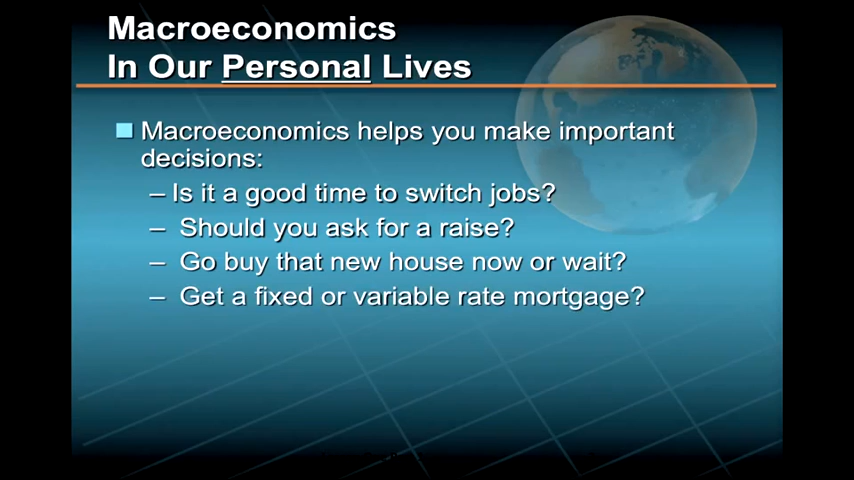 Macroeconomics
In Our Personal Lives
Macroeconomics helps you make important
decisions:
– Is it a good time to switch jobs?
– Should you ask for a raise?
– Go buy that new house now or wait?
– Get a fixed or variable rate mortgage?